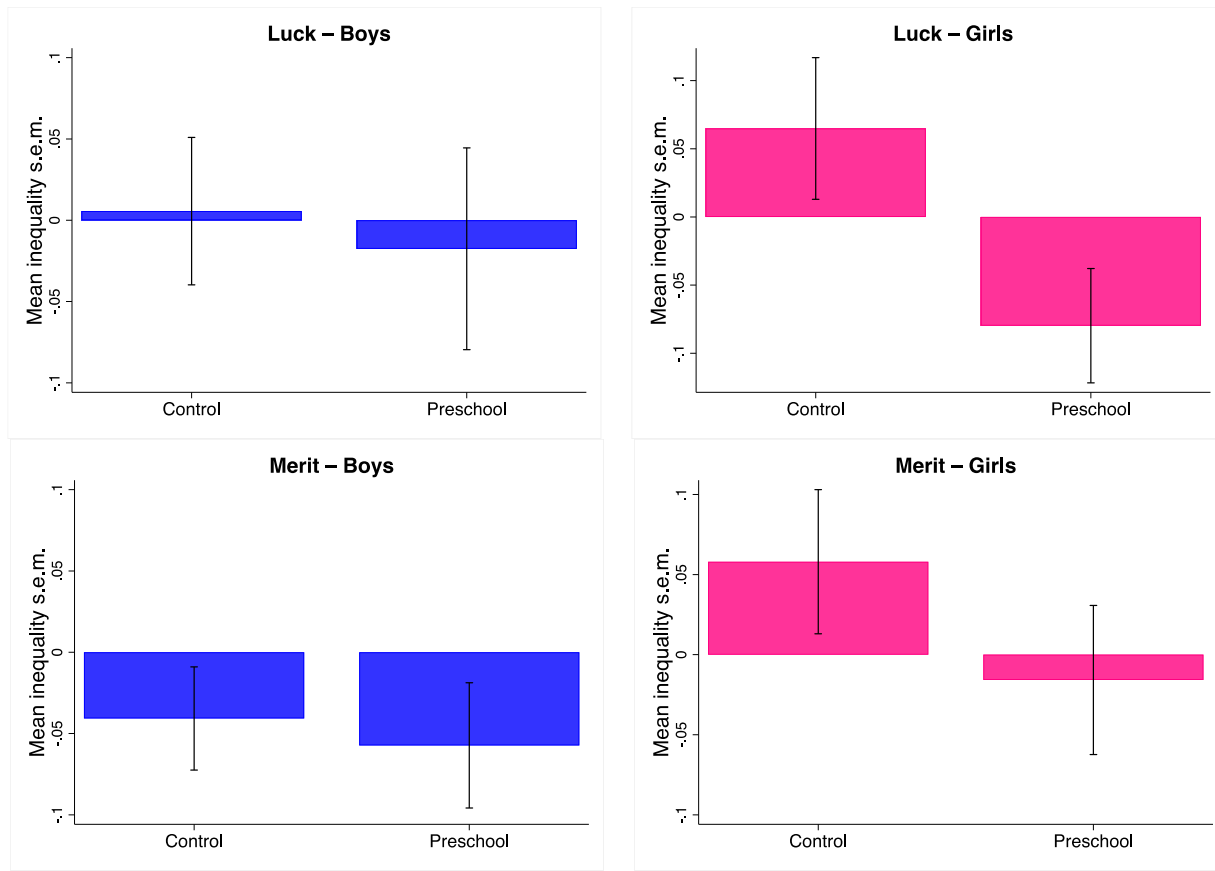 Luck – Boys
Mean inequality s.e.m.
.1
.05
0
-.05
-.1
Control Preschool
Luck – Girls
Mean inequality s.e.m.
.1
.05
0
-.05
-.1
Control Preschool
Merit – Boys
Mean inequality s.e.m.
.1
.05
0
-.05
-.1
Control Preschool
Merit – Girls
Mean inequality s.e.m.
.1
.05
0
-.05
-.1
Control Preschool